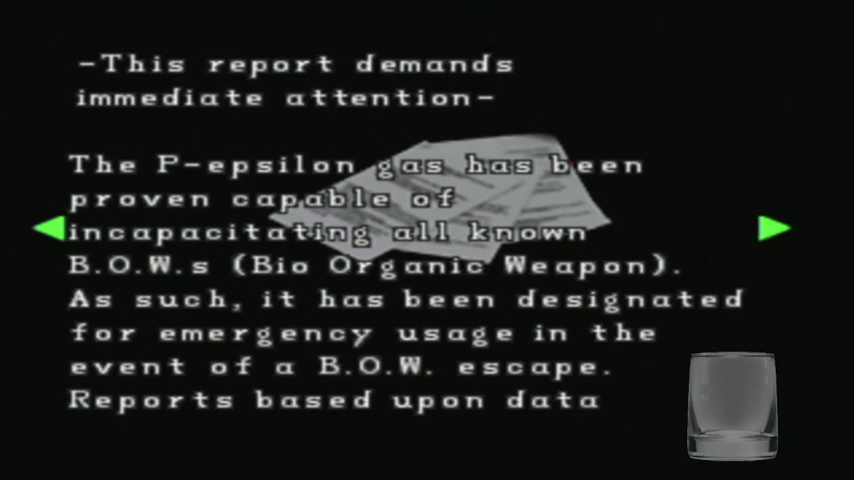 -This report demands
immediate attention-
The P-epsilon gas has been
proven capable of
incapacitating all known
B.O.W.s (Bio Organic Weapon).
As such, it has been designated
for emergency usage in the
event of a B.O.W. escape.
Reports based upon data